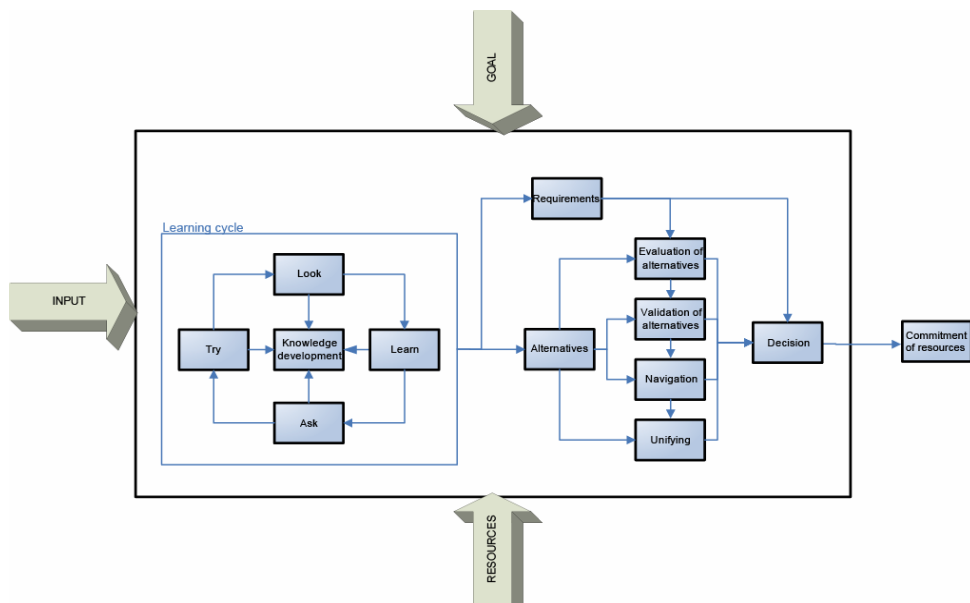 GOAL
Requirements
Learning cycle
Look
Evaluation of
alternatives
INPUT
Validation of
alternatives
Try
Knowledge
development
Learn
Alternatives
Decision
Commitment
of resources
Navigation
Ask
Unifying
RESOURCES